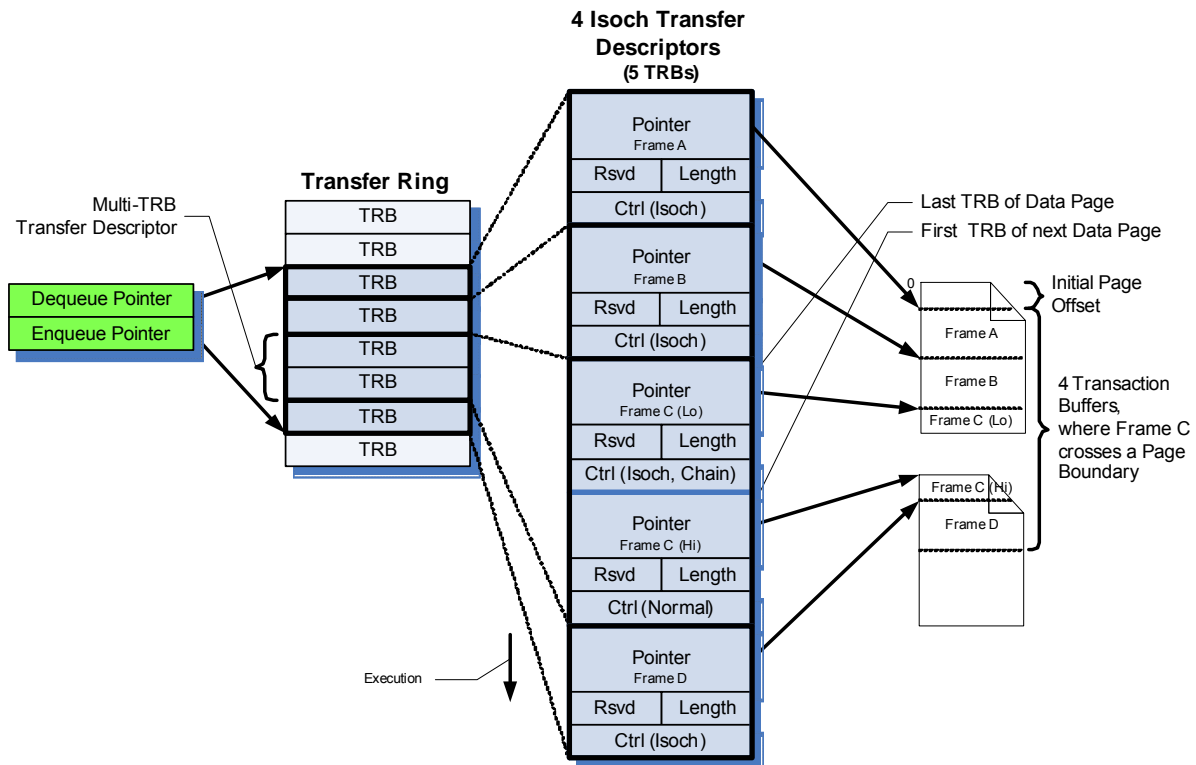 4 Isoch Transfer
Descriptors
(5 TRBs)
Transfer Ring
Multi-TRB
Transfer Descriptor
Dequeue Pointer
Enqueue Pointer
TRB
TRB
TRB
TRB
TRB
TRB
TRB
TRB
Execution
Pointer
Frame A
Rsvd
Length
Ctrl (Isoch)
Pointer
Frame B
Rsvd
Length
Ctrl (Isoch)
Pointer
Frame C (Lo)
Rsvd
Length
Ctrl (Isoch, Chain)
Pointer
Frame C (Hi)
Rsvd
Length
Ctrl (Normal)
Pointer
Frame D
Rsvd
Length
Ctrl (Isoch)
Last TRB of Data Page
First TRB of next Data Page
0
Frame A
Frame B
Frame C (Lo)
Frame C (Hi)
Frame D
Initial Page
Offset
4 Transaction
Buffers,
where Frame C
crosses a Page
Boundary